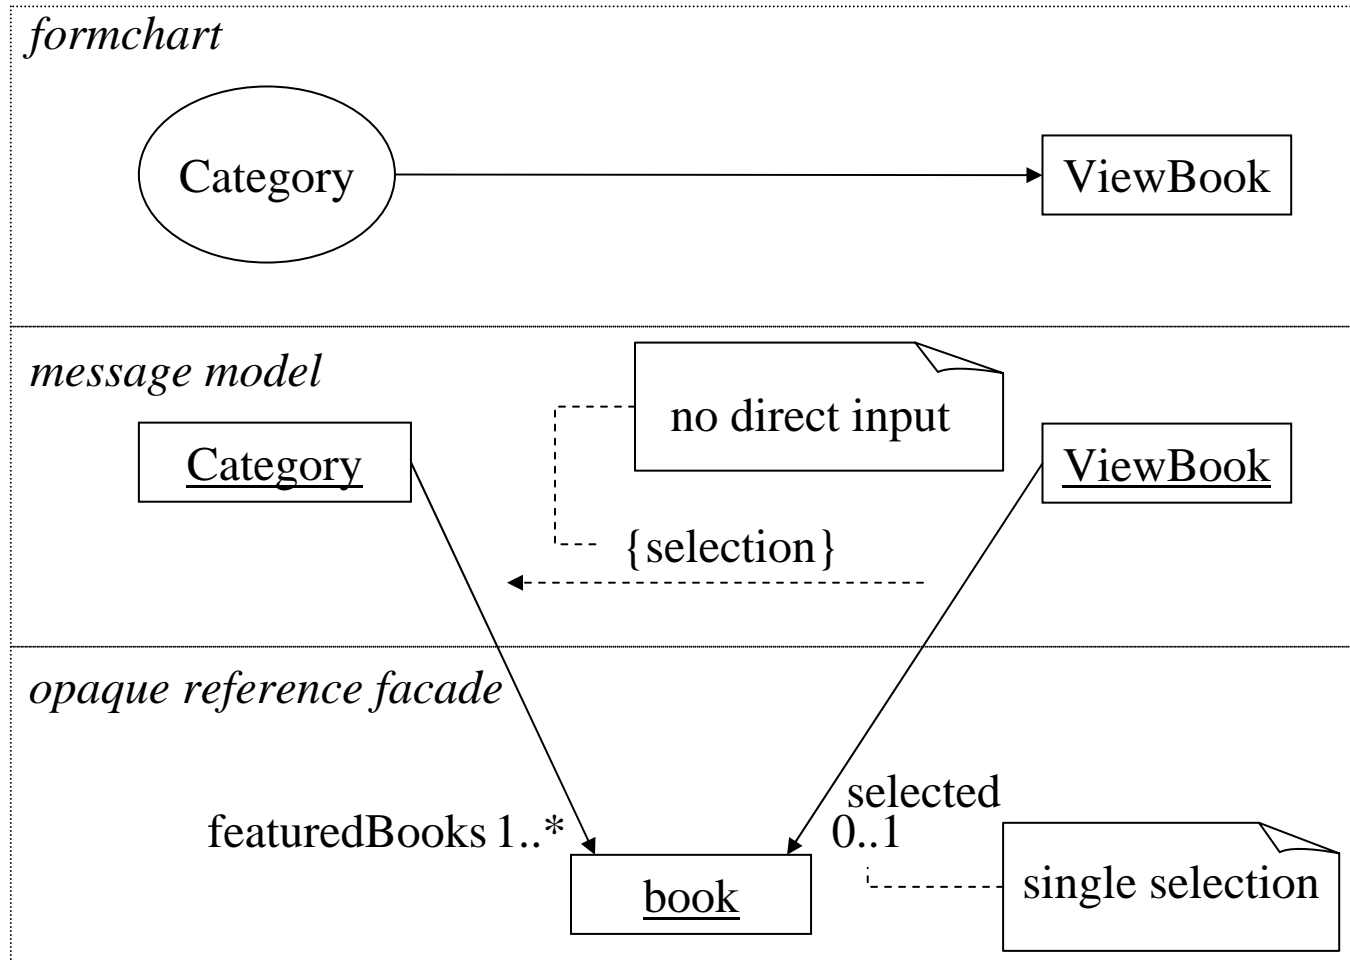 formchart
Category
ViewBook
message model
no direct input
Category
ViewBook
{selection}
opaque reference facade
selected
featuredBooks 1..*
0..1
single selection
book